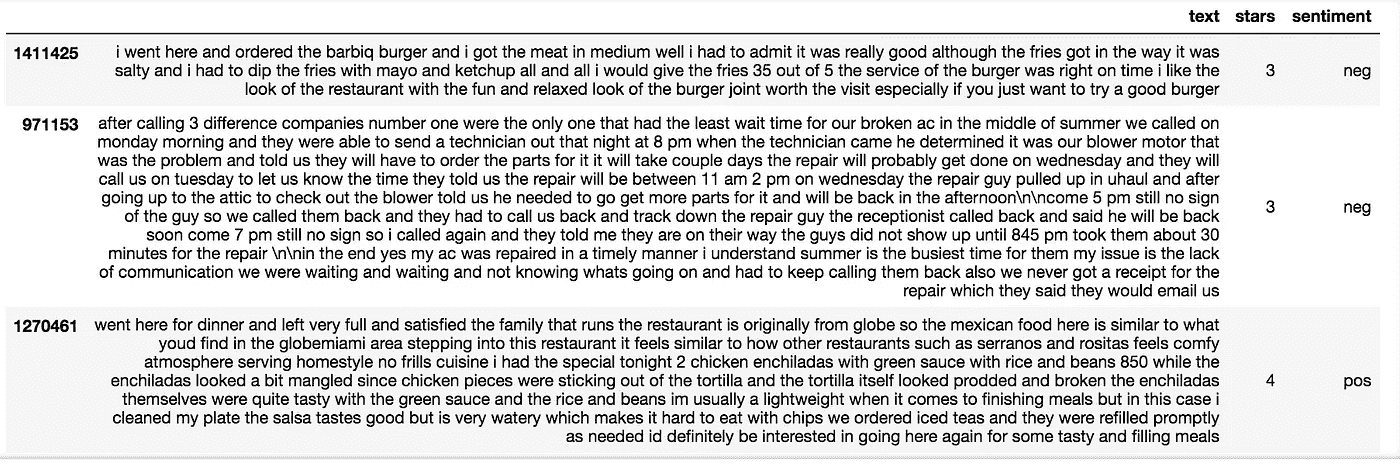 text stars sentiment
1411425 i went here and ordered the barbiq burger and i got the meat in medium well i had to admit it was really good although the fries got in the way it was
salty and i had to dip the fries with mayo and ketchup all and all i would give the fries 35 out of 5 the service of the burger was right on time i like the 3 neg
look of the restaurant with the fun and relaxed look of the burger joint worth the visit especially if you just want to try a good burger
971153 after calling 3 difference companies number one were the only one that had the least wait time for our broken ac in the middle of summer we called on
monday morning and they were able to send a technician out that night at 8 pm when the technician came he determined it was our blower motor that
was the problem and told us they will have to order the parts for it it will take couple days the repair will probably get done on wednesday and they will
call us on tuesday to let us know the time they told us the repair will be between 11 am 2 pm on wednesday the repair guy pulled up in uhaul and after
going up to the attic to check out the blower told us he needed to go get more parts for it and will be back in the afternoon\n\ncome 5 pm still no sign
of the guy so we called them back and they had to call us back and track down the repair guy the receptionist called back and said he will be back 3 neg
soon come 7 pm still no sign so i called again and they told me they are on their way the guys did not show up until 845 pm took them about 30
minutes for the repair \n\nin the end yes my ac was repaired in a timely manner i understand summer is the busiest time for them my issue is the lack
of communication we were waiting and waiting and not knowing whats going on and had to keep calling them back also we never got a receipt for the
repair which they said they would email us
1270461 went here for dinner and left very full and satisfied the family that runs the restaurant is originally from globe so the mexican food here is similar to what
youd find in the globemiami area stepping into this restaurant it feels similar to how other restaurants such as serranos and rositas feels comfy
atmosphere serving homestyle no frills cuisine i had the special tonight 2 chicken enchiladas with green sauce with rice and beans 850 while the
enchiladas looked a bit mangled since chicken pieces were sticking out of the tortilla and the tortilla itself looked prodded and broken the enchiladas 4 pos
themselves were quite tasty with the green sauce and the rice and beans im usually a lightweight when it comes to finishing meals but in this case i
cleaned my plate the salsa tastes good but is very watery which makes it hard to eat with chips we ordered iced teas and they were refilled promptly
as needed id definitely be interested in going here again for some tasty and filling meals